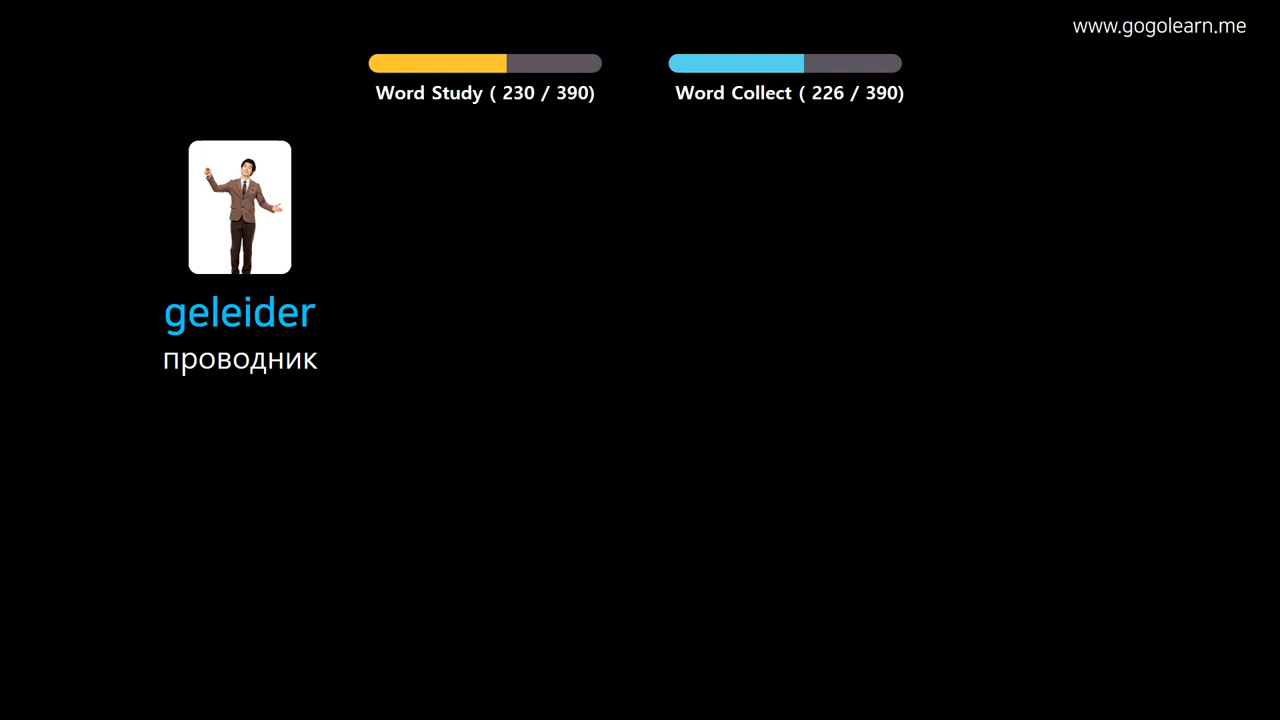 www.gogolearn.me
Word Study ( 230 / 390)
Word Collect ( 226 / 390)
geleider
проводник